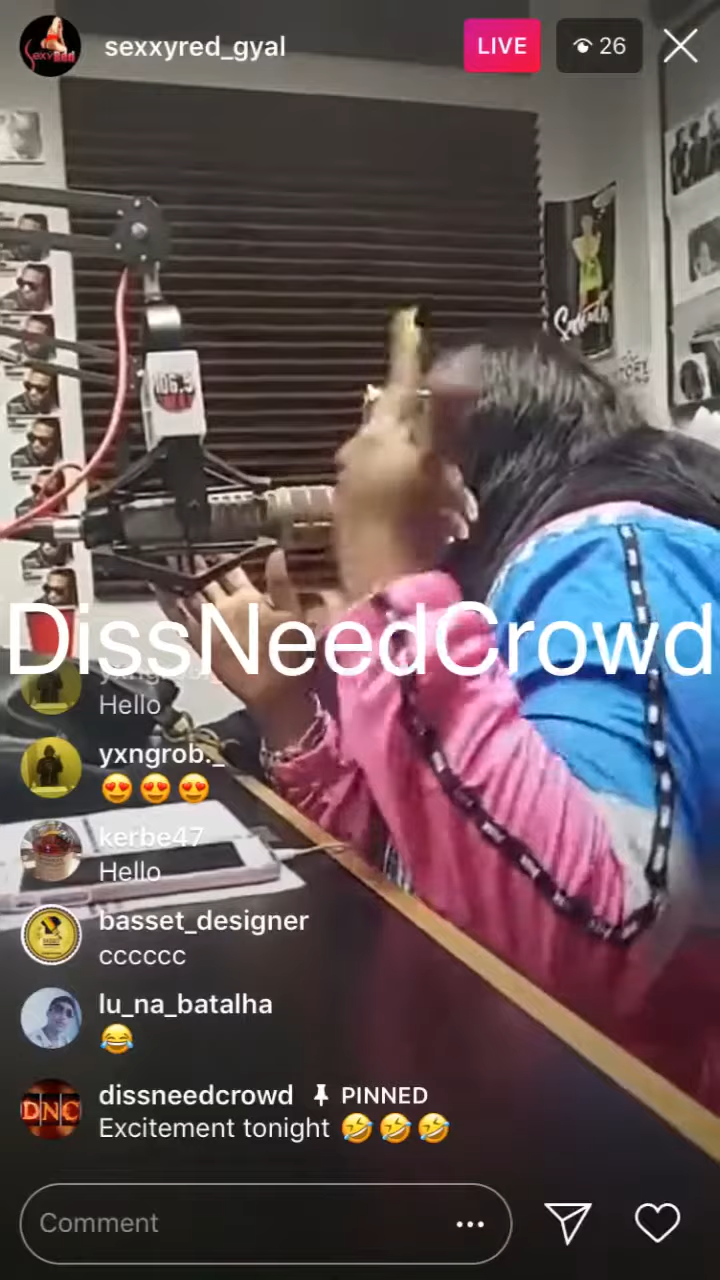 sexxyred_gyal
LIVE
26
106.5
DissNeedCrowd
Hello
yxngrob._
😍😍😍
kerbe47
Hello
basset_designer
cccccc
lu_na_batalha
😂
dissneedcrowd PINNED
DNC
Excitement tonight 🤣🤣🤣
Comment